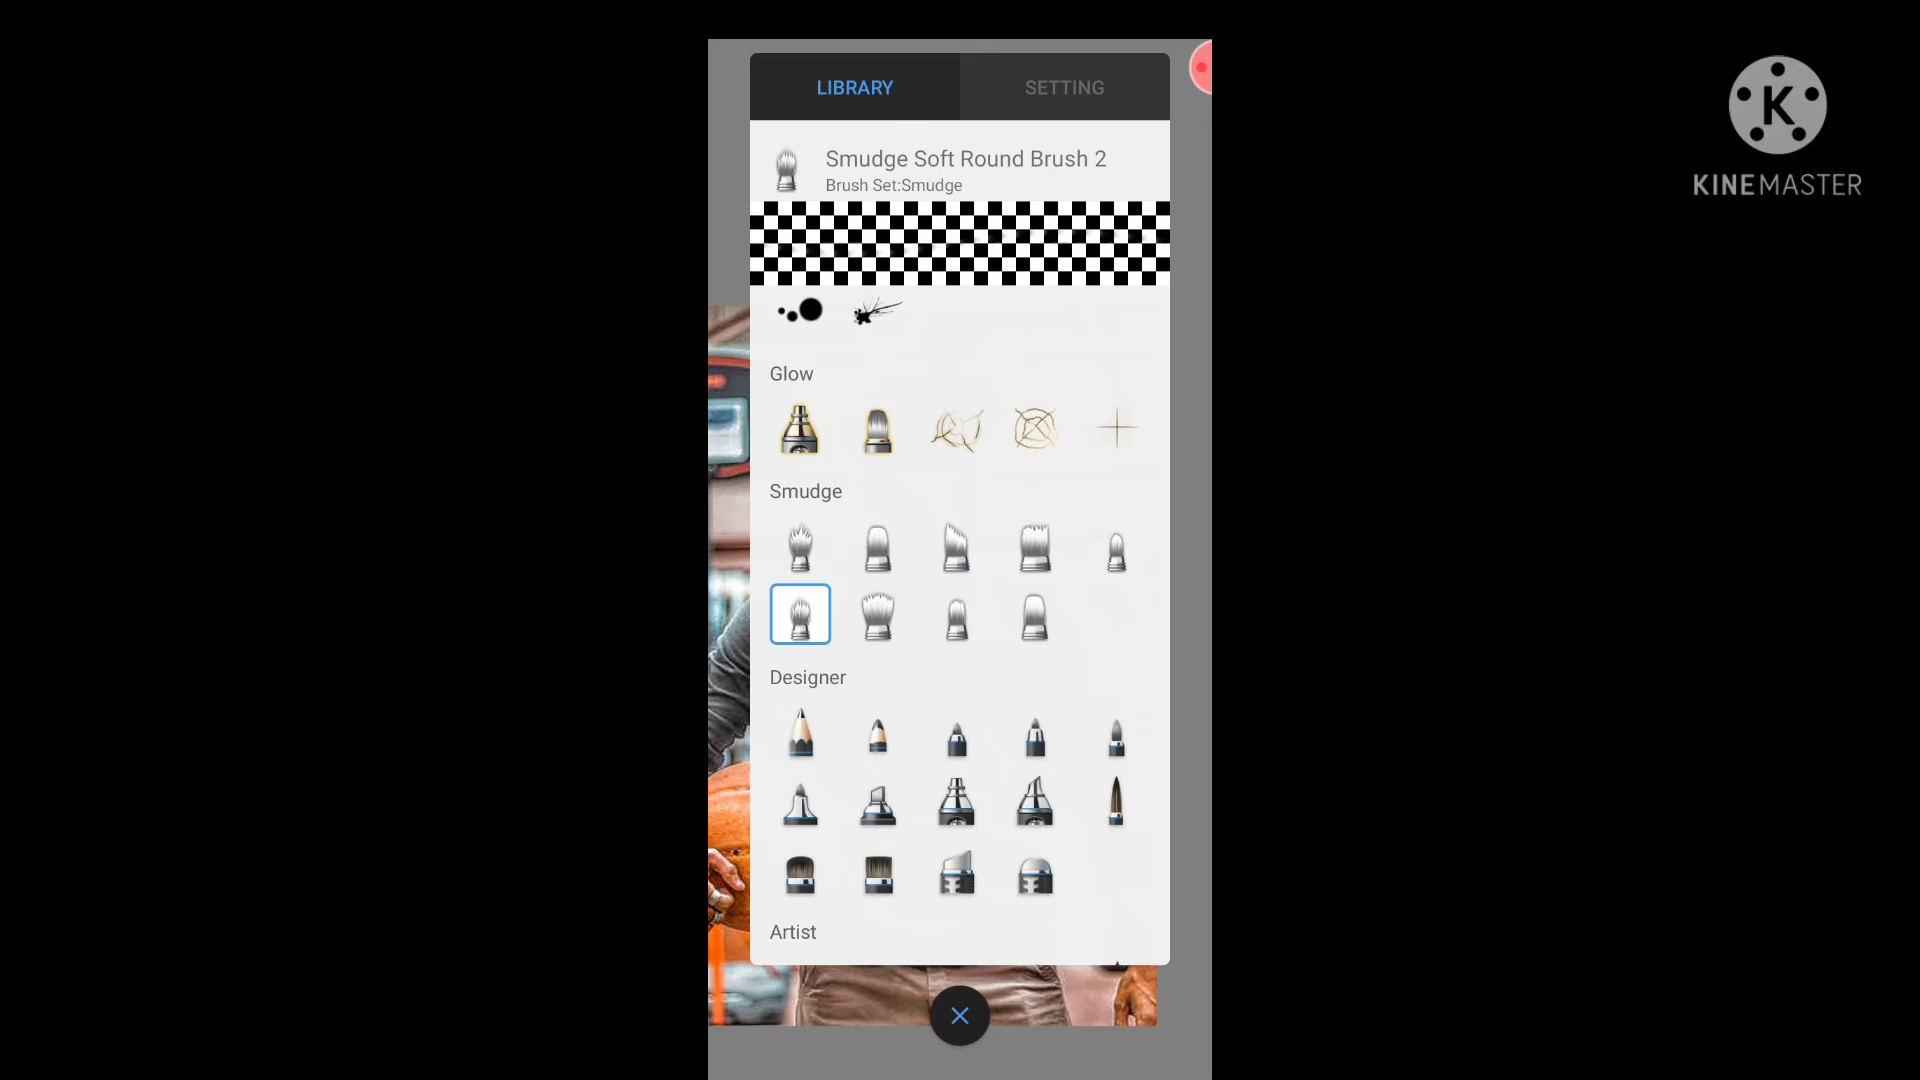 LIBRARY
SETTING
Smudge Soft Round Brush 2
Brush Set:Smudge
Glow
Smudge
Designer
Artist
K
KINEMASTER